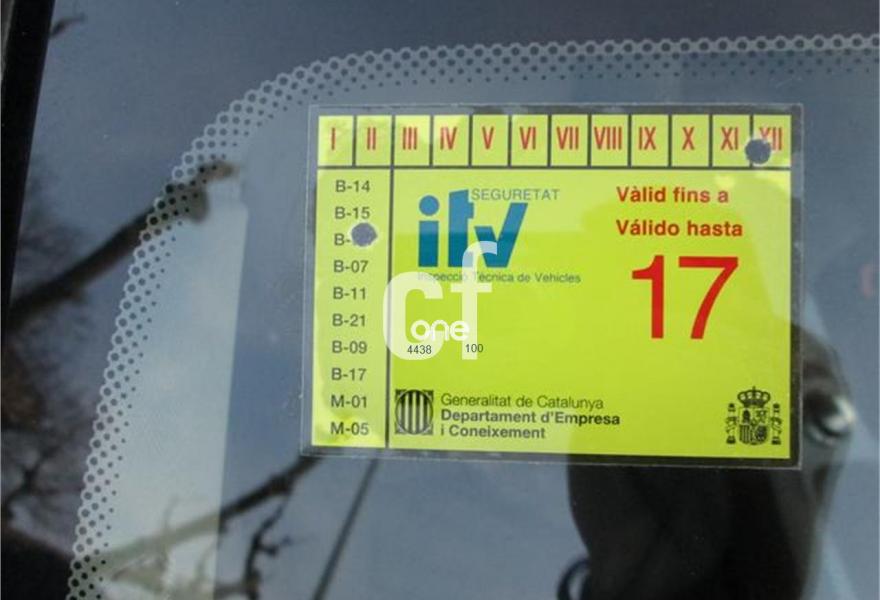 I II III IV V VI VII VIII IX X XI XII
B-14
B-15
B-07
B-11
B-21
B-09
B-17
M-01
M-05
itv SEGURETAT
Inspecció Tècnica de Vehicles
Vàlid fins a
Válido hasta
17
cf
one
4438 100
Generalitat de Catalunya
Departament d'Empresa
i Coneixement